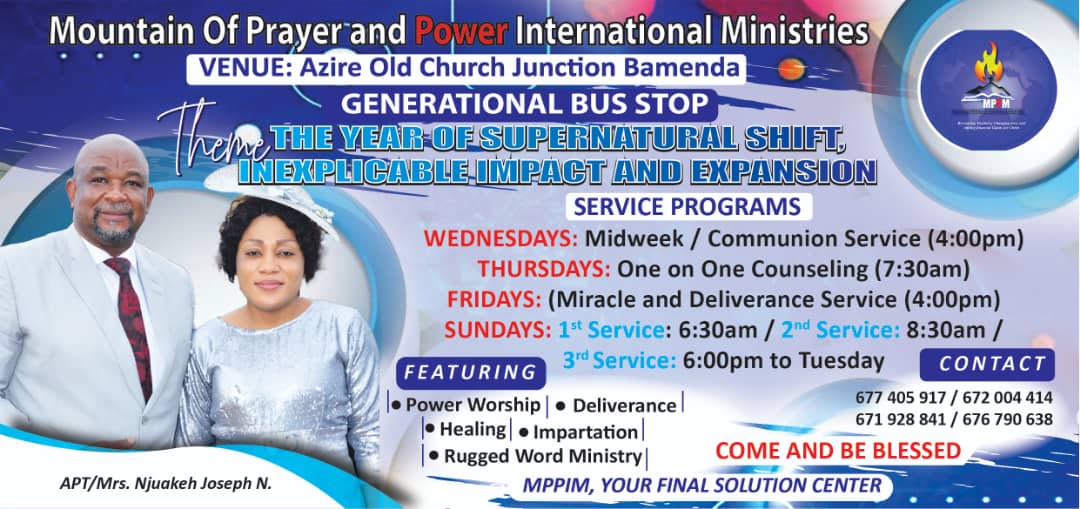 Mountain Of Prayer and Power International Ministries
VENUE: Azire Old Church Junction Bamenda
GENERATIONAL BUS STOP
Theme THE YEAR OF SUPERNATURAL SHIFT,
INEXPLICABLE IMPACT AND EXPANSION
MPPM
SERVICE PROGRAMS
WEDNESDAYS: Midweek / Communion Service (4:00pm)
THURSDAYS: One on One Counseling (7:30am)
FRIDAYS: (Miracle and Deliverance Service (4:00pm)
SUNDAYS: 1st Service: 6:30am / 2nd Service: 8:30am /
3rd Service: 6:00pm to Tuesday
FEATURING
• Power Worship | • Deliverance
• Healing | • Impartation
• Rugged Word Ministry
CONTACT
677 405 917 / 672 004 414
671 928 841 / 676 790 638
COME AND BE BLESSED
MPPIM, YOUR FINAL SOLUTION CENTER
APT/Mrs. Njuakeh Joseph N.